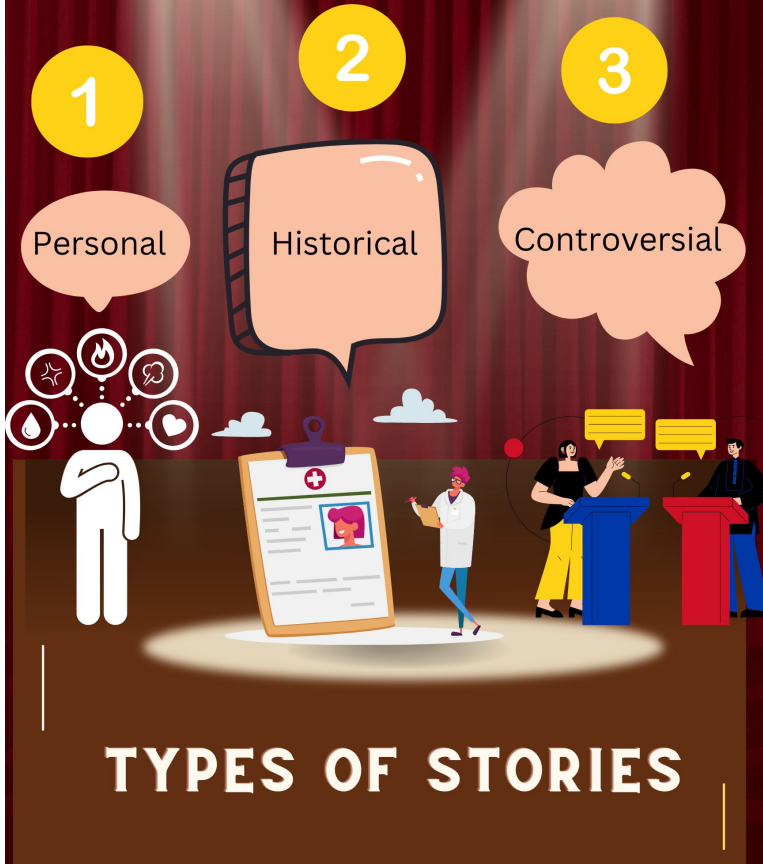 1
2
3
Personal
Historical
Controversial
TYPES OF STORIES